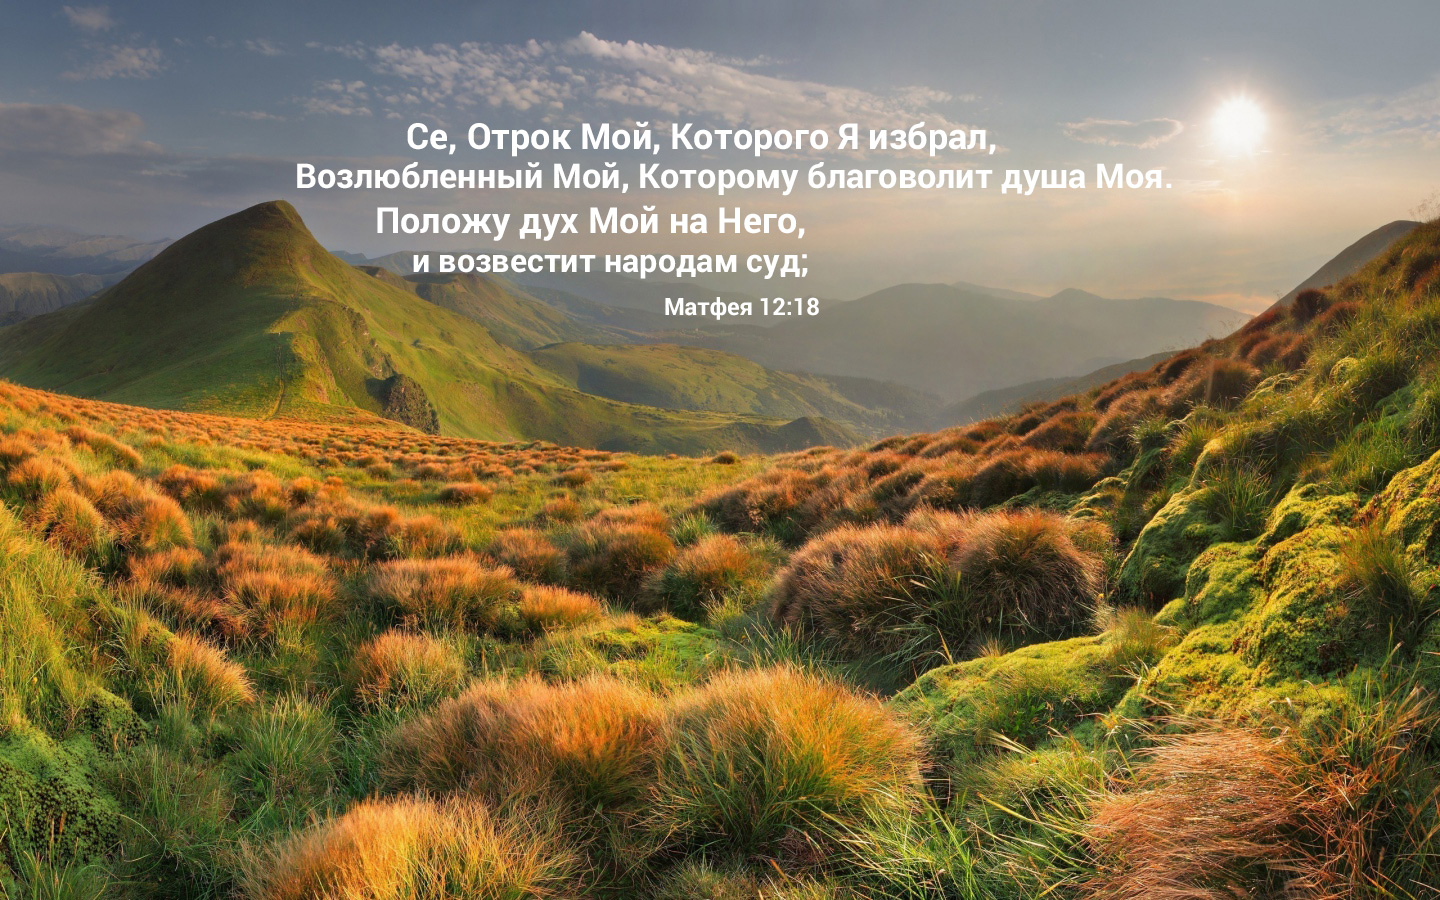 Се, Отрок Мой, Которого Я избрал,
Возлюбленный Мой, Которому благоволит душа Моя.
Положу дух Мой на Него,
и возвестит народам суд;
Матфея 12:18